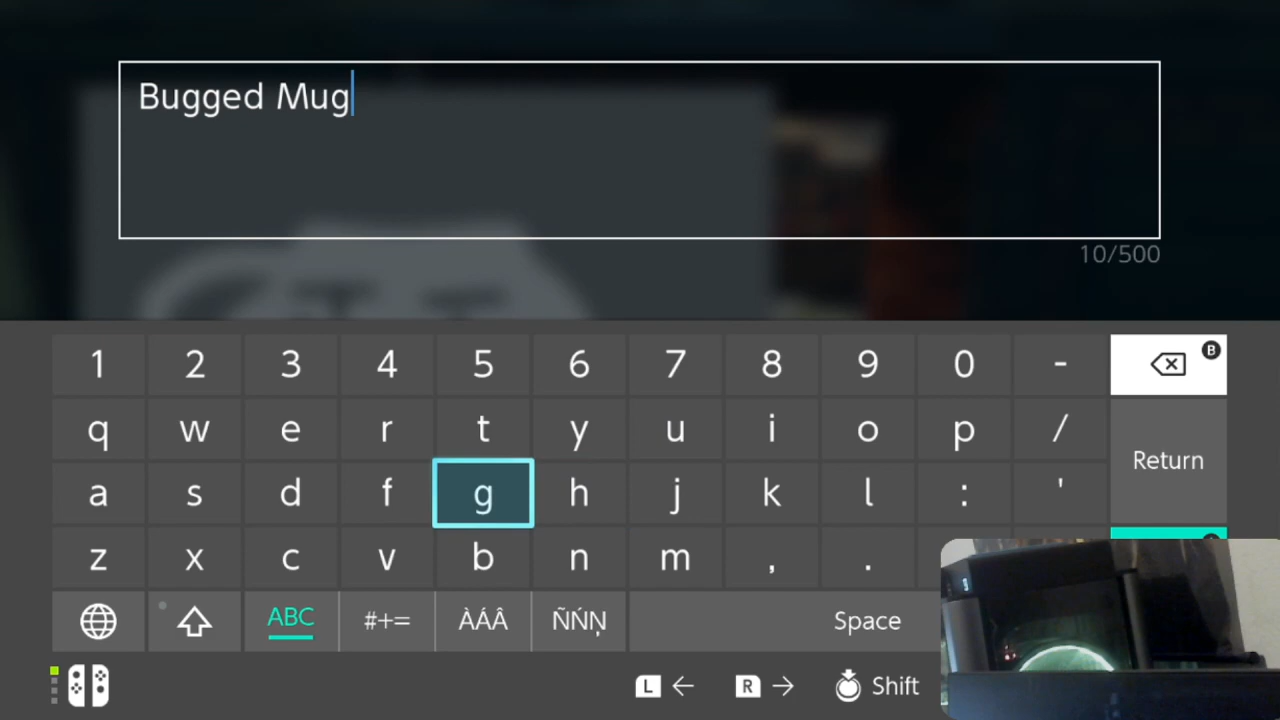 Bugged Mug
10/500
1 2 3 4 5 6 7 8 9 0 - B
q w e r t y u i o p / Return
a s d f g h j k l : '
z x c v b n m , .
ABC #+= ÀÁÂ ÑŃŅ Space
L ← R → Shift